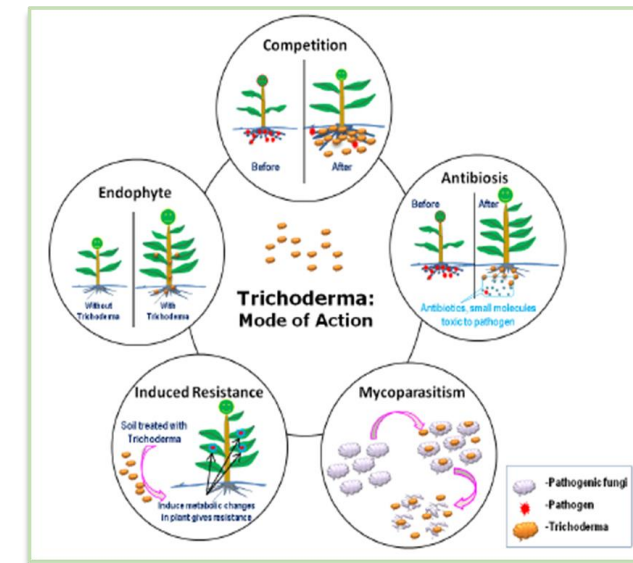 Competition
Before
After
Antibiosis
Before
After
Antibiotics, small molecules
toxic to pathogen
Endophyte
Without
Trichoderma
With
Trichoderma
Trichoderma:
Mode of Action
Induced Resistance
Soil treated with
Trichoderma
Induce metabolic changes
in plant gives resistance
Mycoparasitism
-Pathogenic fungi
-Pathogen
-Trichoderma